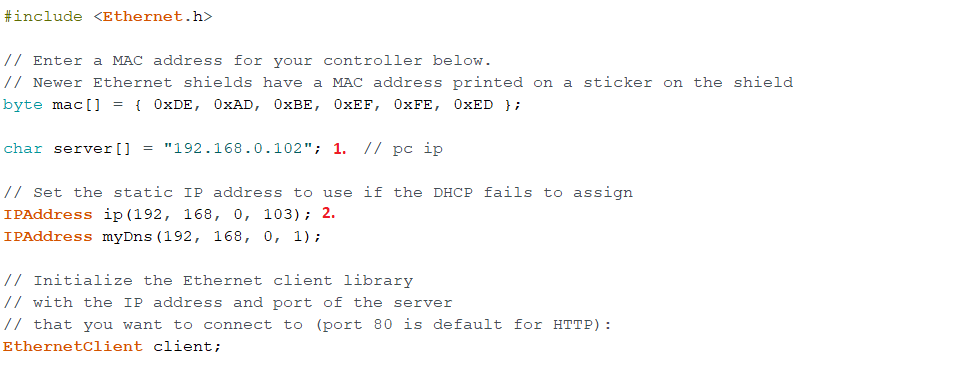 #include <Ethernet.h>
// Enter a MAC address for your controller below.
// Newer Ethernet shields have a MAC address printed on a sticker on the shield
byte mac[] = { 0xDE, 0xAD, 0xBE, 0xEF, 0xFE, 0xED };
char server[] = "192.168.0.102"; 1. // pc ip
// Set the static IP address to use if the DHCP fails to assign
IPAddress ip(192, 168, 0, 103); 2.
IPAddress myDns(192, 168, 0, 1);
// Initialize the Ethernet client library
// with the IP address and port of the server
// that you want to connect to (port 80 is default for HTTP):
EthernetClient client;